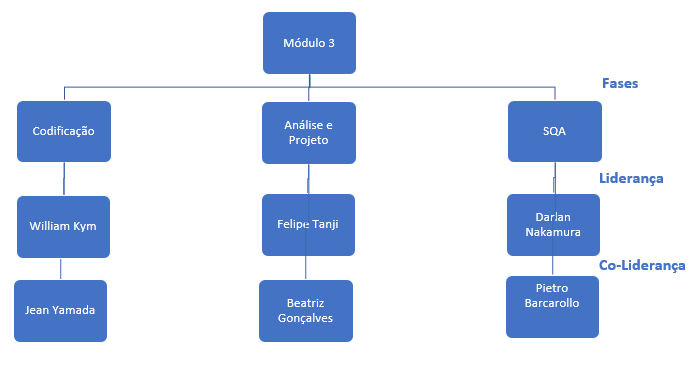 Módulo 3
Fases
Codificação
Análise e
Projeto
SQA
Liderança
William Kym
Felipe Tanji
Darlan
Nakamura
Co-Liderança
Jean Yamada
Beatriz
Gonçalves
Pietro
Barcarollo